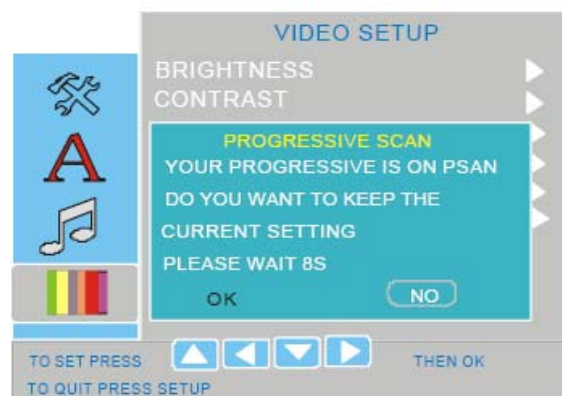 VIDEO SETUP
BRIGHTNESS
CONTRAST
A
PROGRESSIVE SCAN
YOUR PROGRESSIVE IS ON PSAN
DO YOU WANT TO KEEP THE
CURRENT SETTING
PLEASE WAIT 8S
OK NO
TO SET PRESS THEN OK
TO QUIT PRESS SETUP